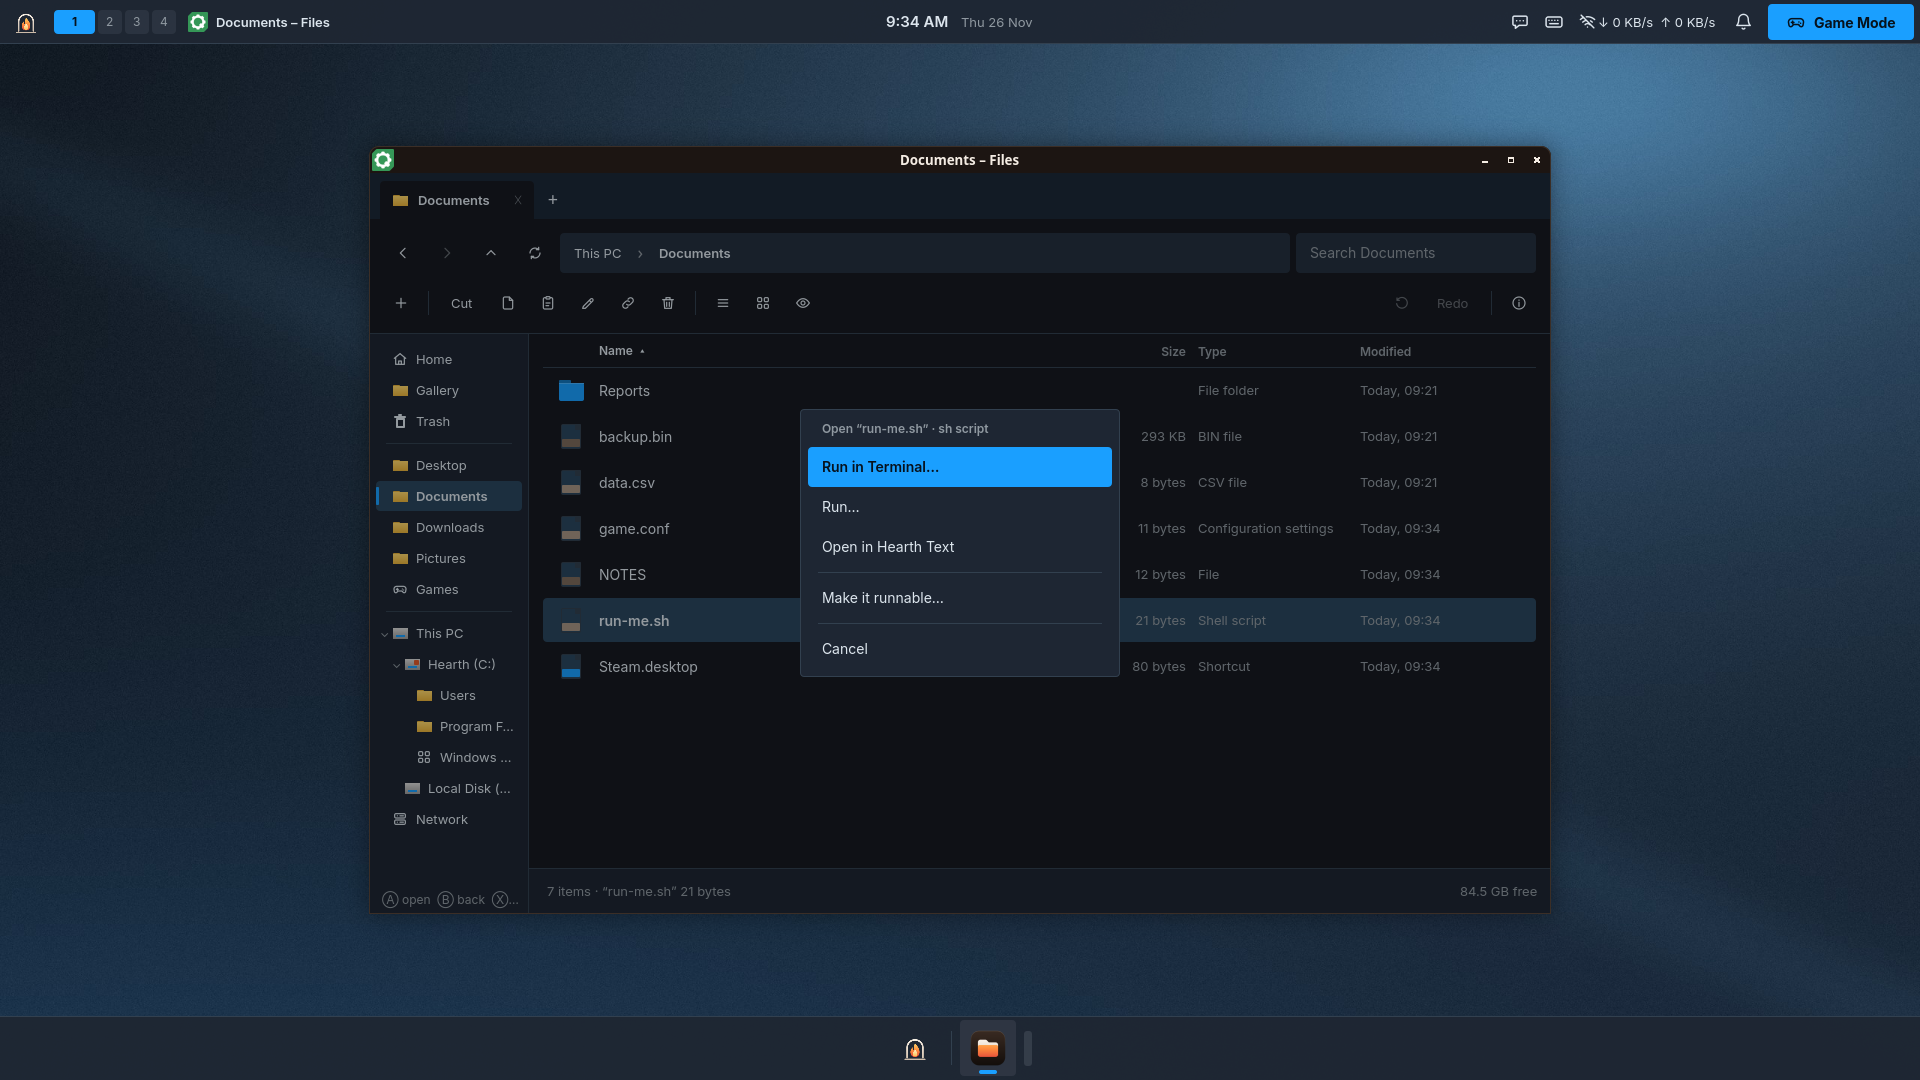 1 2 3 4 Documents – Files
9:34 AM Thu 26 Nov
↓ 0 KB/s ↑ 0 KB/s
Game Mode
Documents – Files
Documents X +
This PC › Documents
Search Documents
Cut
Redo
Home
Gallery
Trash
Desktop
Documents
Downloads
Pictures
Games
This PC
Hearth (C:)
Users
Program F...
Windows ...
Local Disk (...
Network
A open B back X...
Name Size Type Modified
Reports File folder Today, 09:21
backup.bin 293 KB BIN file Today, 09:21
data.csv 8 bytes CSV file Today, 09:21
game.conf 11 bytes Configuration settings Today, 09:34
NOTES 12 bytes File Today, 09:34
run-me.sh 21 bytes Shell script Today, 09:34
Steam.desktop 80 bytes Shortcut Today, 09:34
Open “run-me.sh” · sh script
Run in Terminal...
Run...
Open in Hearth Text
Make it runnable...
Cancel
7 items · “run-me.sh” 21 bytes
84.5 GB free